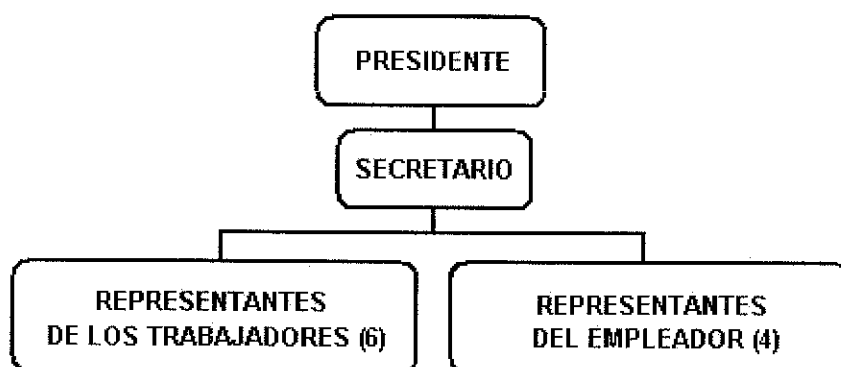 PRESIDENTE
SECRETARIO
REPRESENTANTES
DE LOS TRABAJADORES (6)
REPRESENTANTES
DEL EMPLEADOR (4)